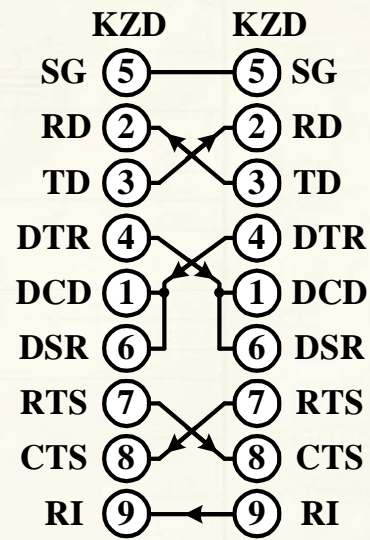 KZD KZD
SG 5 5 SG
RD 2 2 RD
TD 3 3 TD
DTR 4 4 DTR
DCD 1 1 DCD
DSR 6 6 DSR
RTS 7 7 RTS
CTS 8 8 CTS
RI 9 9 RI